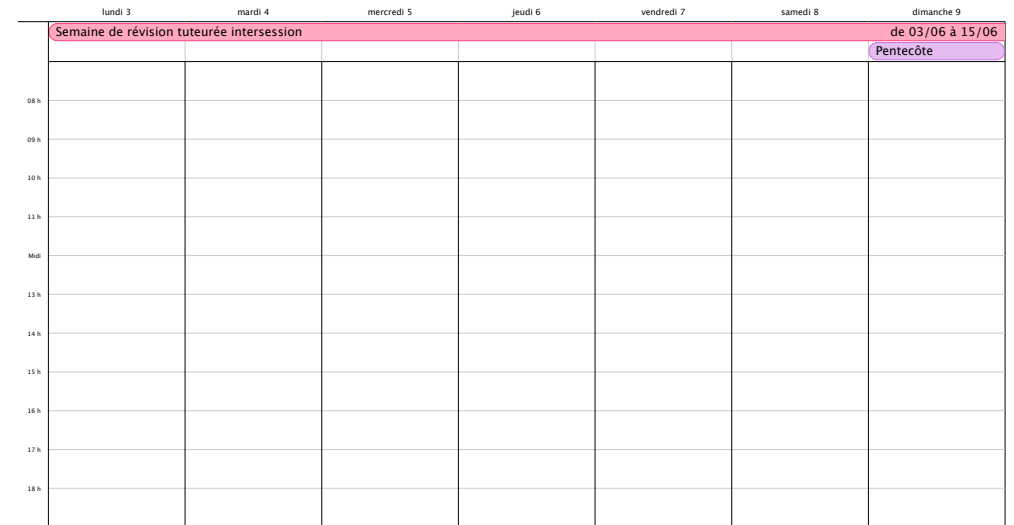 lundi 3
mardi 4
mercredi 5
jeudi 6
vendredi 7
samedi 8
dimanche 9
Semaine de révision tuteurée intersession
de 03/06 à 15/06
Pentecôte
08 h
09 h
10 h
11 h
Midi
13 h
14 h
15 h
16 h
17 h
18 h